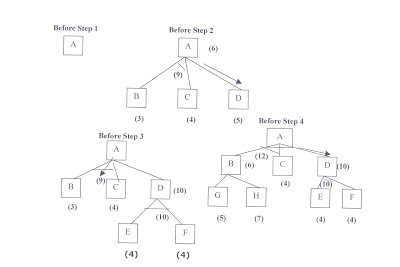 Before Step 1
A
Before Step 2
A (6)
(9)
B C D
(3) (4) (5)
Before Step 3
A
(9)
B C D (10)
(3) (4)
(10)
E F
(4) (4)
Before Step 4
A
(12)
B (6) C D (10)
(4)
(10)
G H E F
(5) (7) (4) (4)